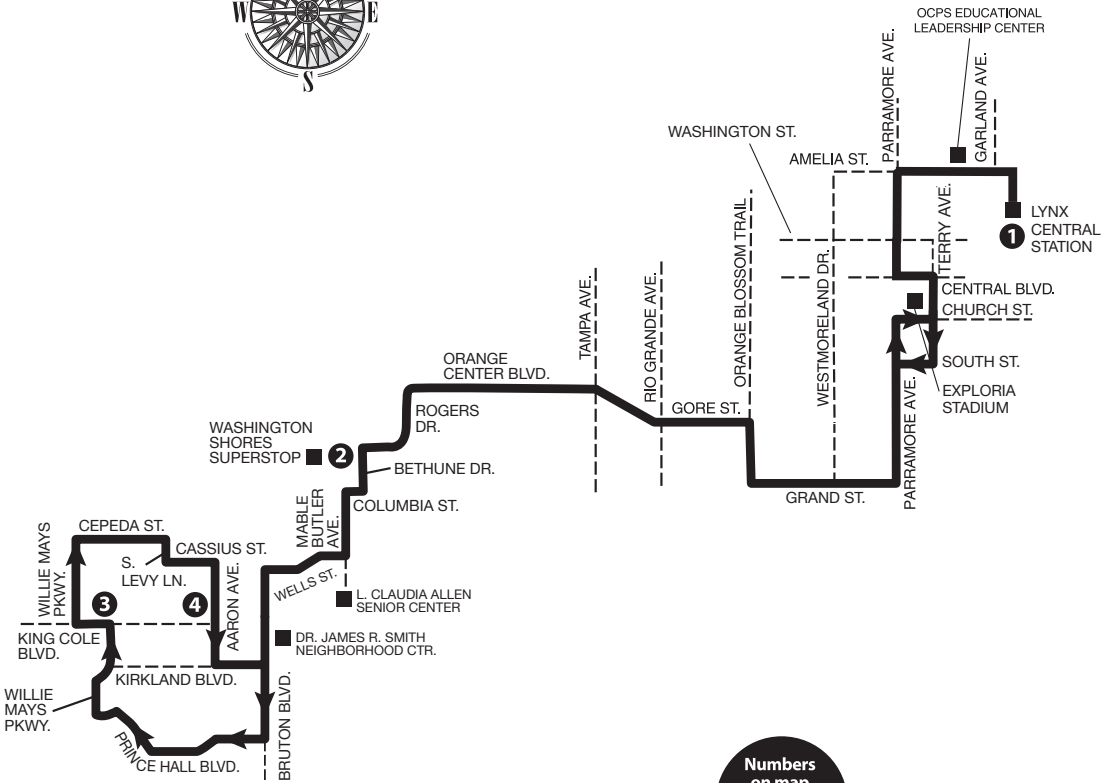 W
E
S
OCPS EDUCATIONAL
LEADERSHIP CENTER
PARRAMORE AVE.
GARLAND AVE.
WASHINGTON ST.
AMELIA ST.
TERRY AVE.
LYNX
1 CENTRAL
STATION
ORANGE BLOSSOM TRAIL
WESTMORELAND DR.
CENTRAL BLVD.
CHURCH ST.
TAMPA AVE.
RIO GRANDE AVE.
SOUTH ST.
ORANGE
CENTER BLVD.
EXPLORIA
STADIUM
GORE ST.
ROGERS
DR.
PARRAMORE AVE.
WASHINGTON
SHORES
SUPERSTOP 2
BETHUNE DR.
GRAND ST.
COLUMBIA ST.
MABLE
BUTLER
AVE.
CEPEDA ST.
CASSIUS ST.
S.
LEVY LN.
WILLIE MAYS
PKWY.
AARON AVE.
WELLS ST.
3
4
L. CLAUDIA ALLEN
SENIOR CENTER
KING COLE
BLVD.
DR. JAMES R. SMITH
NEIGHBORHOOD CTR.
KIRKLAND BLVD.
WILLIE
MAYS
PKWY.
BRUTON BLVD.
PRINCE HALL BLVD.
Numbers
on map